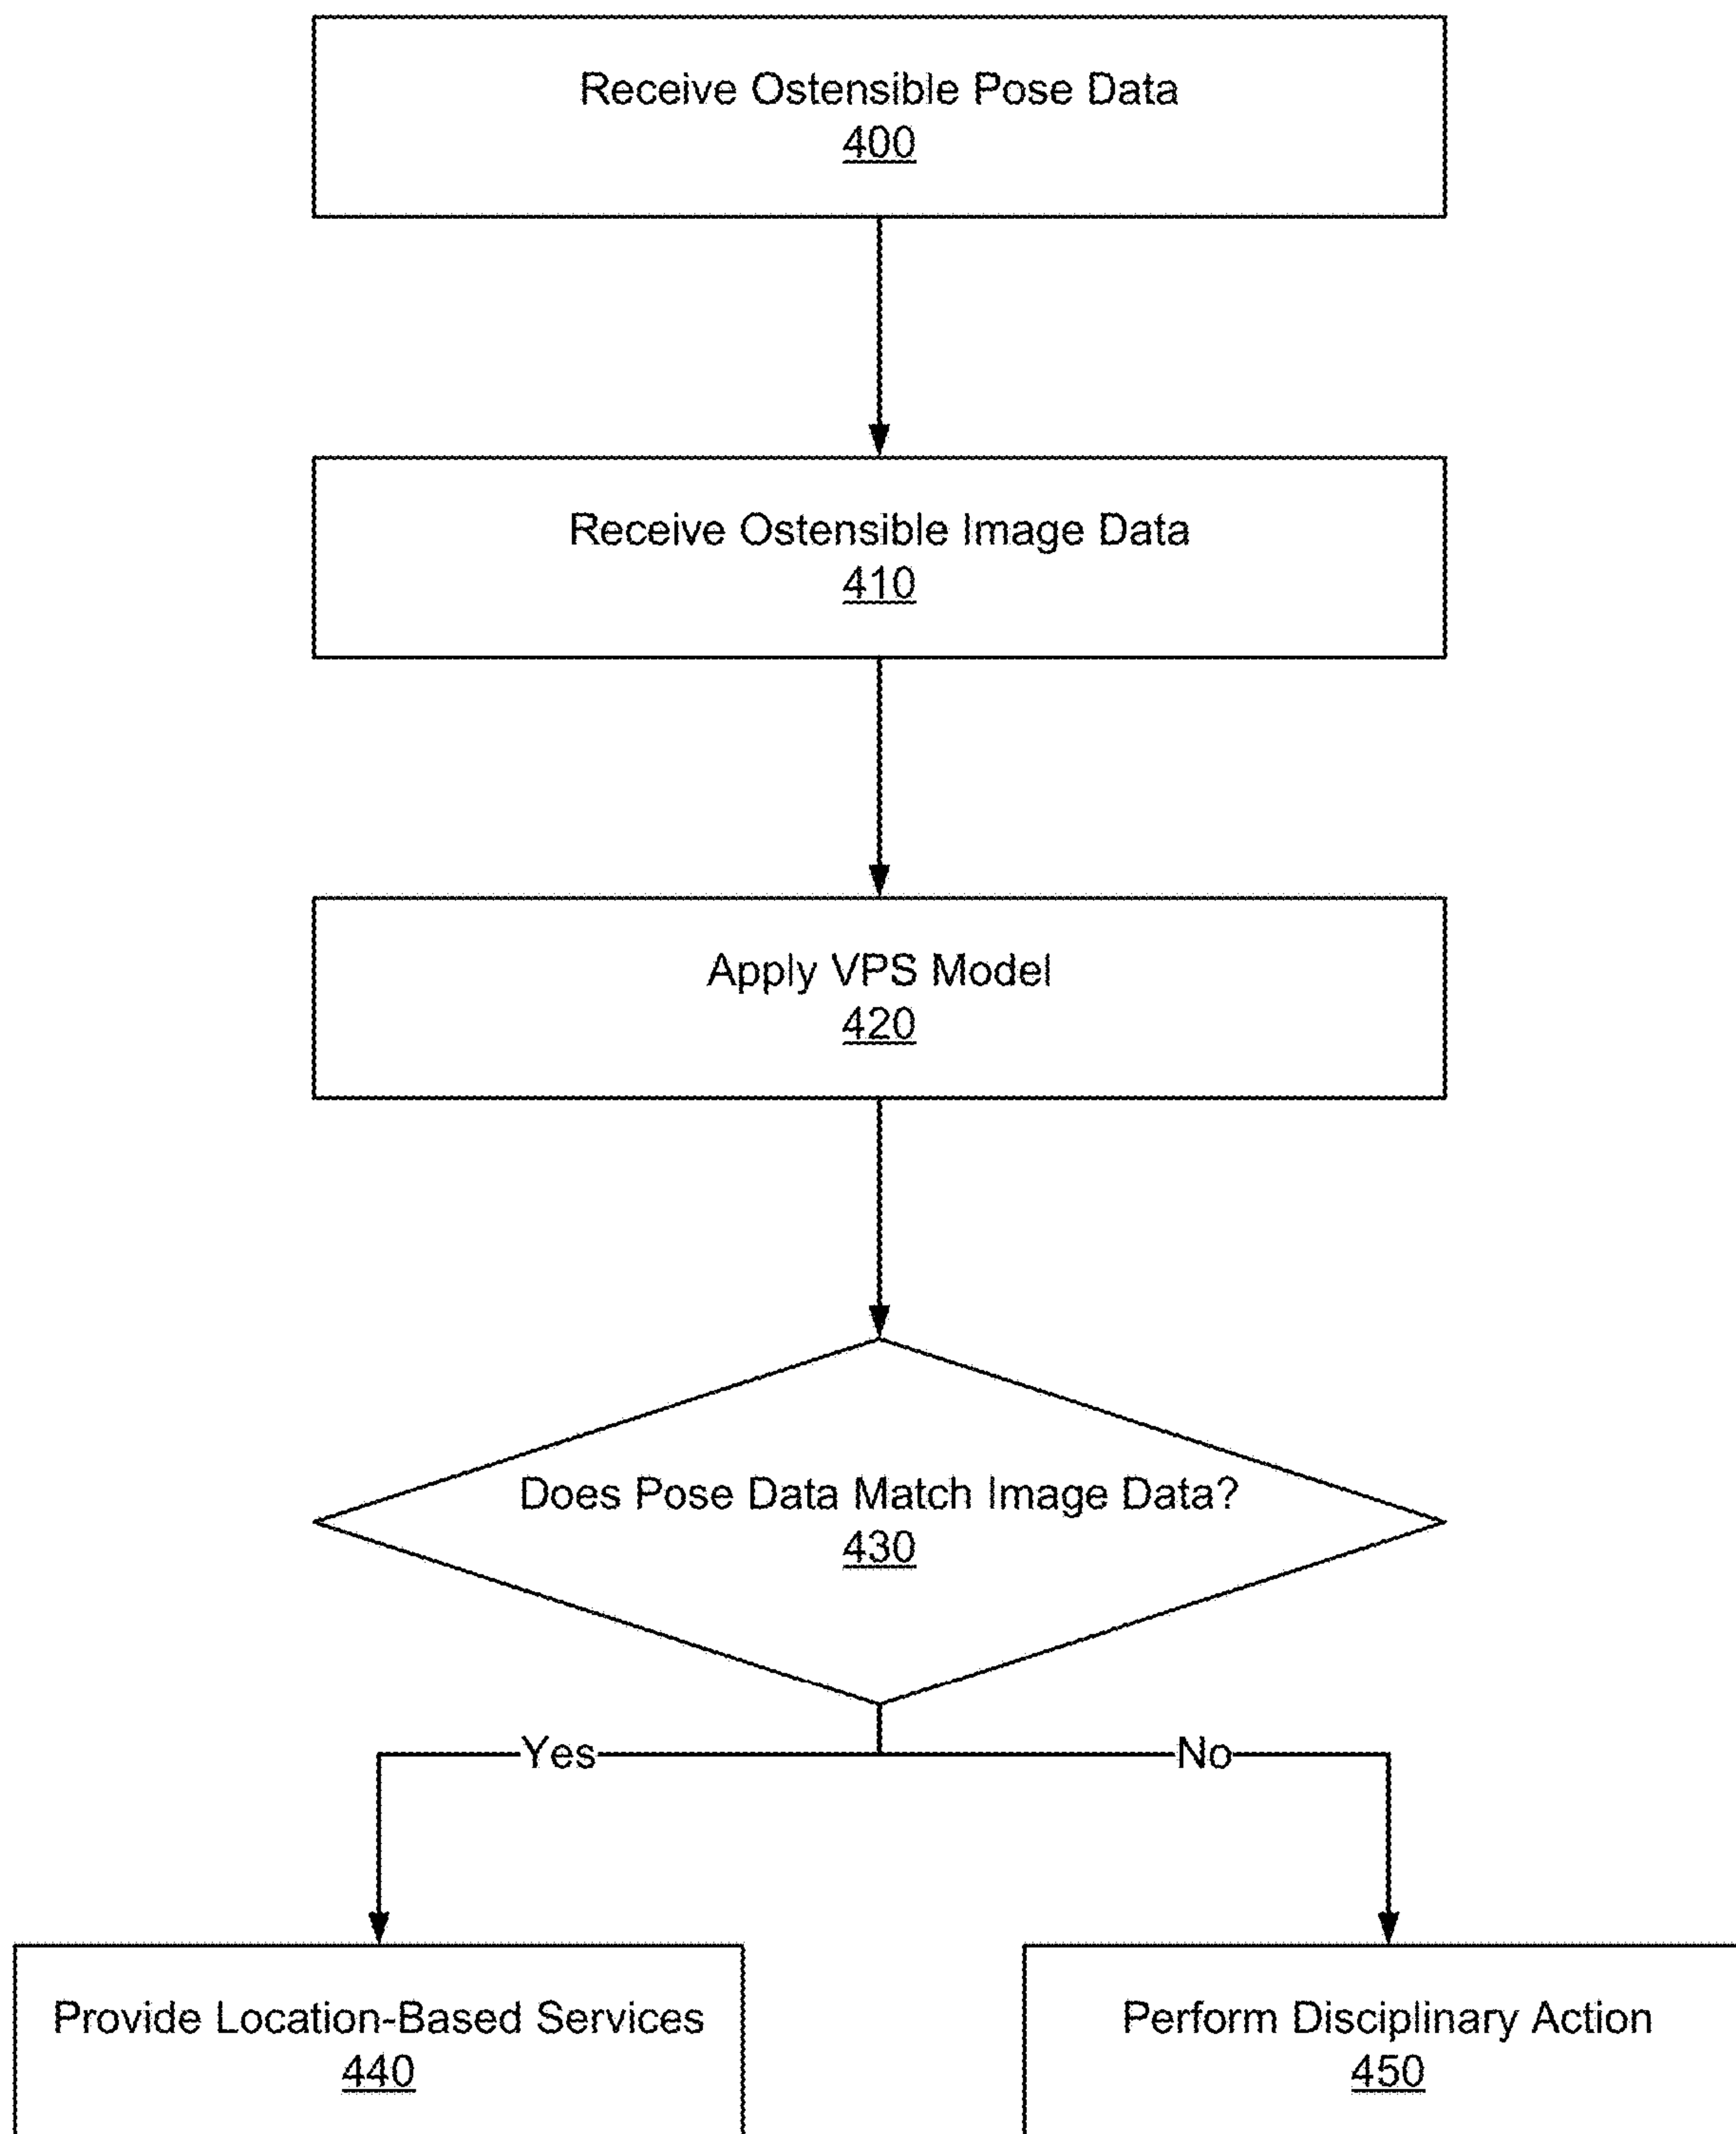 Receive Ostensible Pose Data
400
Receive Ostensible Image Data
410
Apply VPS Model
420
Does Pose Data Match Image Data?
430
Yes
No
Provide Location-Based Services
440
Perform Disciplinary Action
450